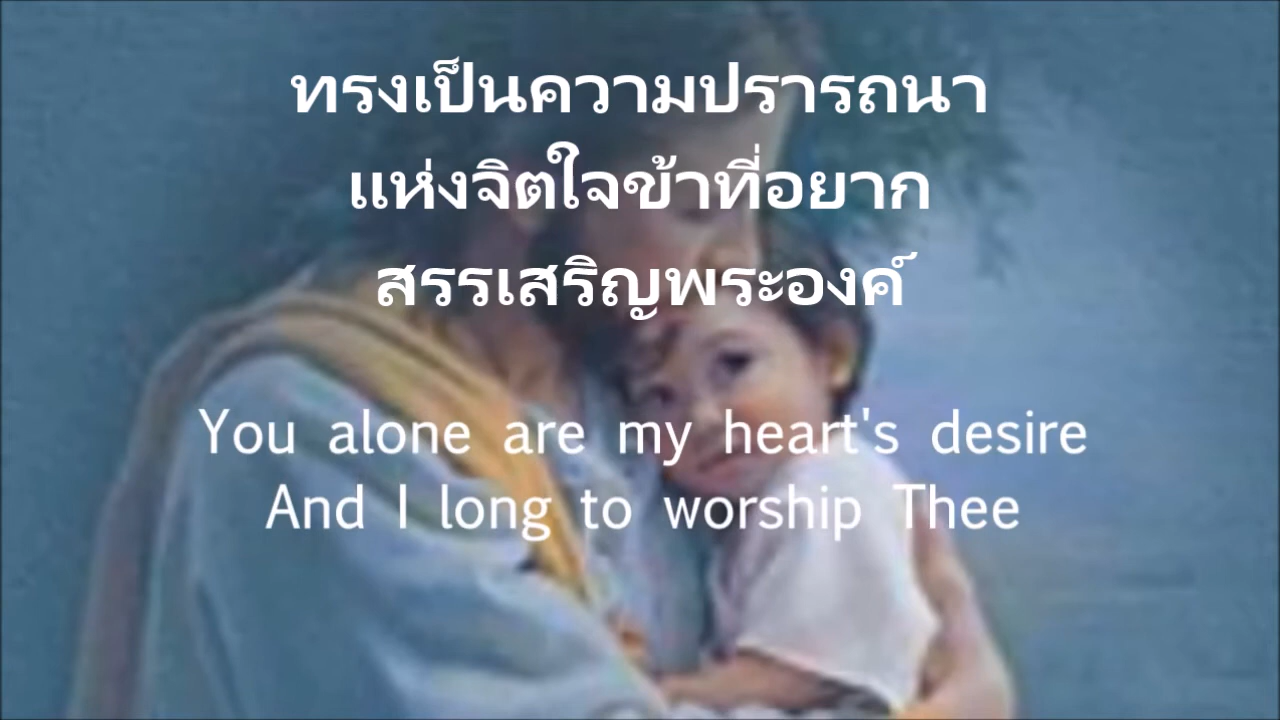 ทรงเป็นความปรารถนา
แห่งจิตใจข้าที่อยาก
สรรเสริญพระองค์
You alone are my heart's desire
And I long to worship Thee